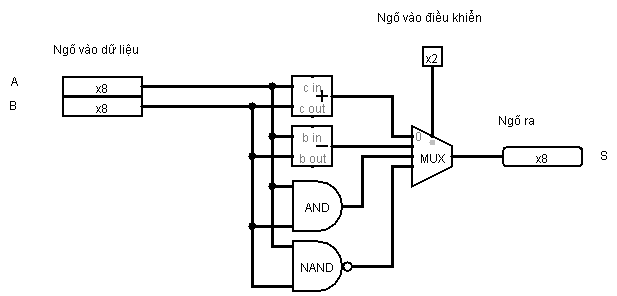 Ngõ vào điều khiển
Ngõ vào dữ liệu
x2
A
x8
c in
+
B
x8
c out
Ngõ ra
b in
−
0
b out
MUX
x8
S
AND
NAND